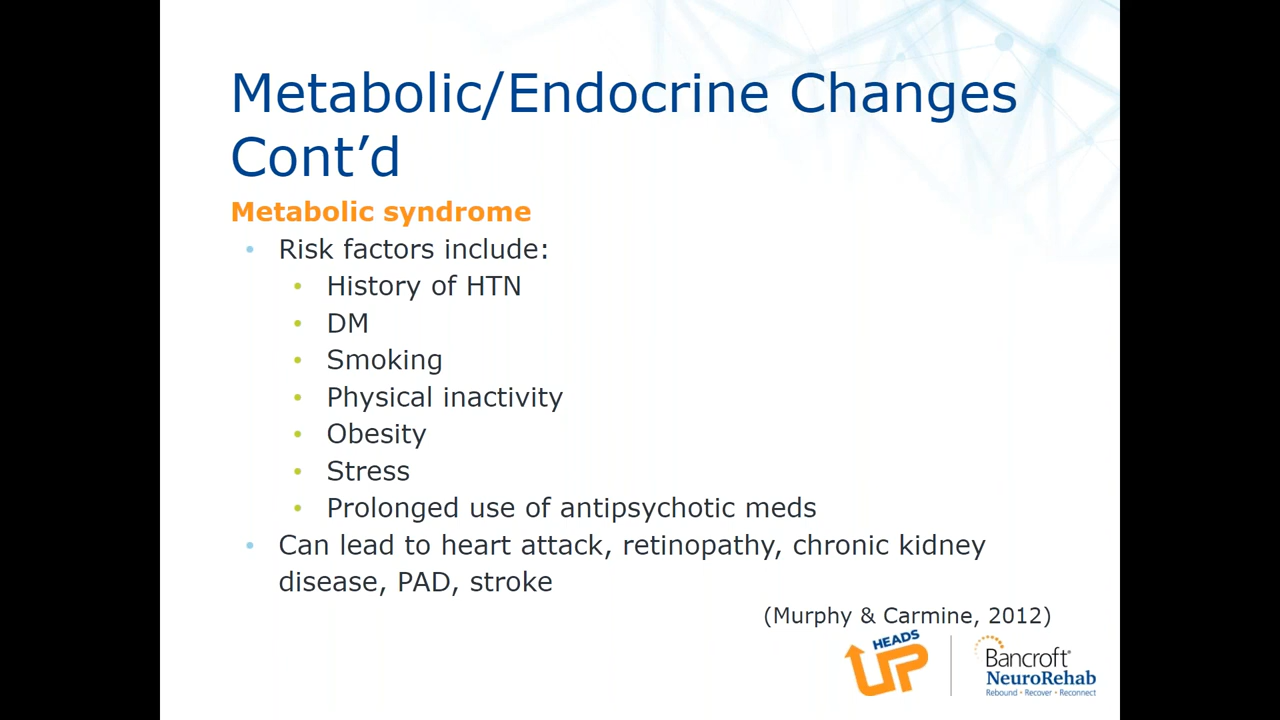 Metabolic/Endocrine Changes
Cont’d
Metabolic syndrome
• Risk factors include:
• History of HTN
• DM
• Smoking
• Physical inactivity
• Obesity
• Stress
• Prolonged use of antipsychotic meds
• Can lead to heart attack, retinopathy, chronic kidney
disease, PAD, stroke
(Murphy & Carmine, 2012)
HEADS
UP
Bancroft®
NeuroRehab
Rebound • Recover • Reconnect